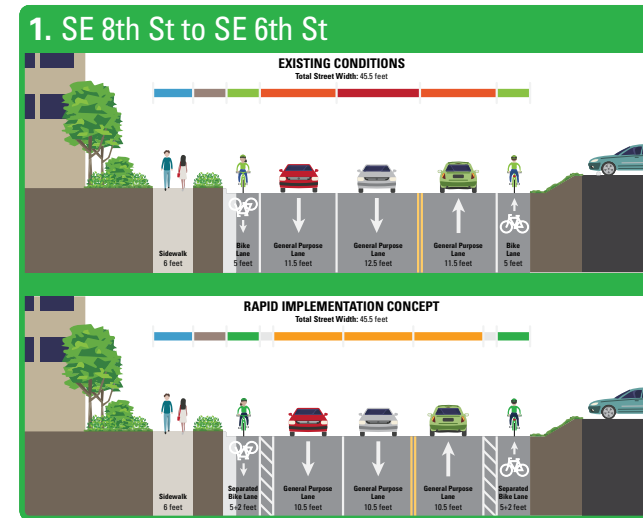 1. SE 8th St to SE 6th St
EXISTING CONDITIONS
Total Street Width: 45.5 feet
Sidewalk
6 feet
Bike
Lane
5 feet
General Purpose
Lane
11.5 feet
General Purpose
Lane
12.5 feet
General Purpose
Lane
11.5 feet
Bike
Lane
5 feet
RAPID IMPLEMENTATION CONCEPT
Total Street Width: 45.5 feet
Sidewalk
6 feet
Separated
Bike Lane
5+2 feet
General Purpose
Lane
10.5 feet
General Purpose
Lane
10.5 feet
General Purpose
Lane
10.5 feet
Separated
Bike Lane
5+2 feet